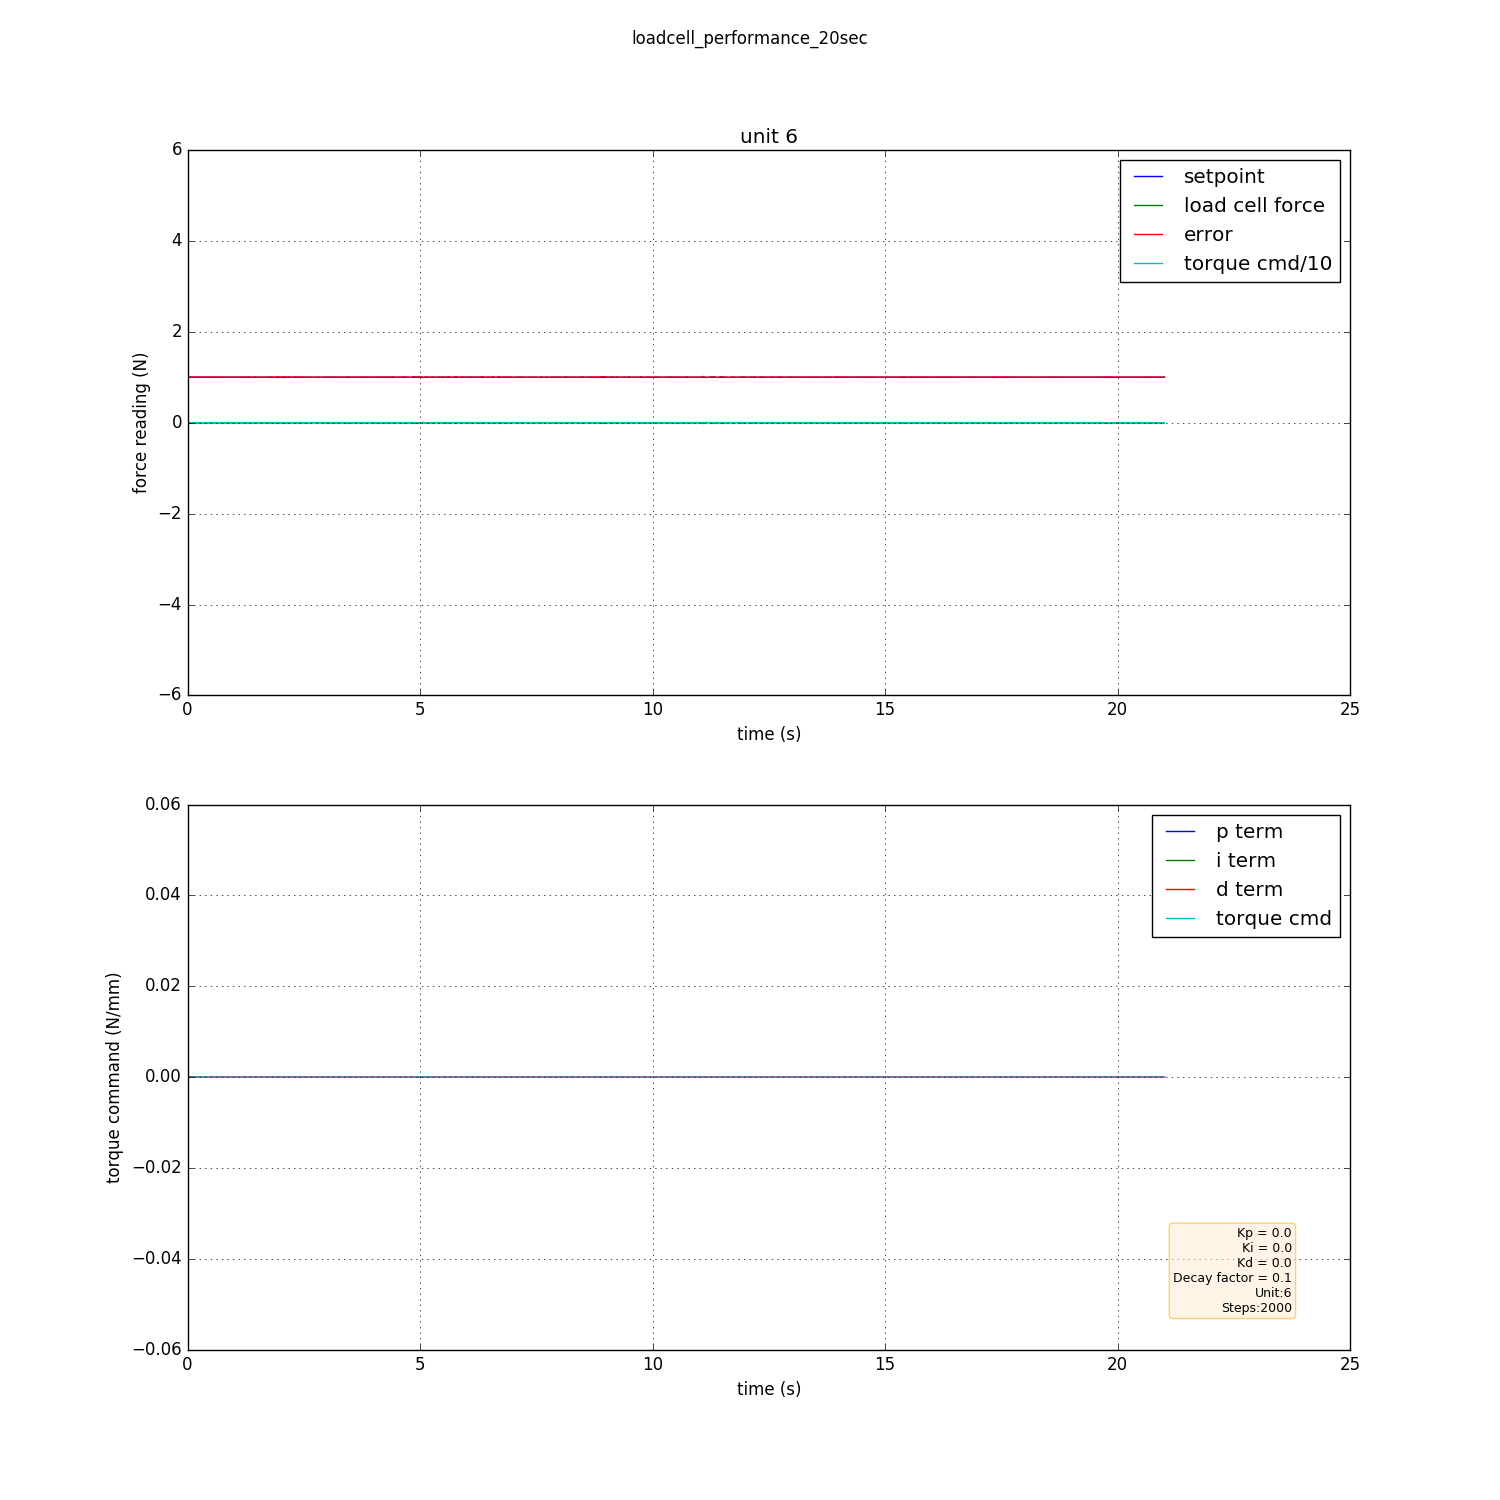 loadcell_performance_20sec
unit 6
6
4
2
0
−2
−4
−6
force reading (N)
setpoint
load cell force
error
torque cmd/10
0 5 10 15 20 25
time (s)
0.06
0.04
0.02
0.00
−0.02
−0.04
−0.06
torque command (N/mm)
p term
i term
d term
torque cmd
Kp = 0.0
Ki = 0.0
Kd = 0.0
Decay factor = 0.1
Unit:6
Steps:2000
0 5 10 15 20 25
time (s)